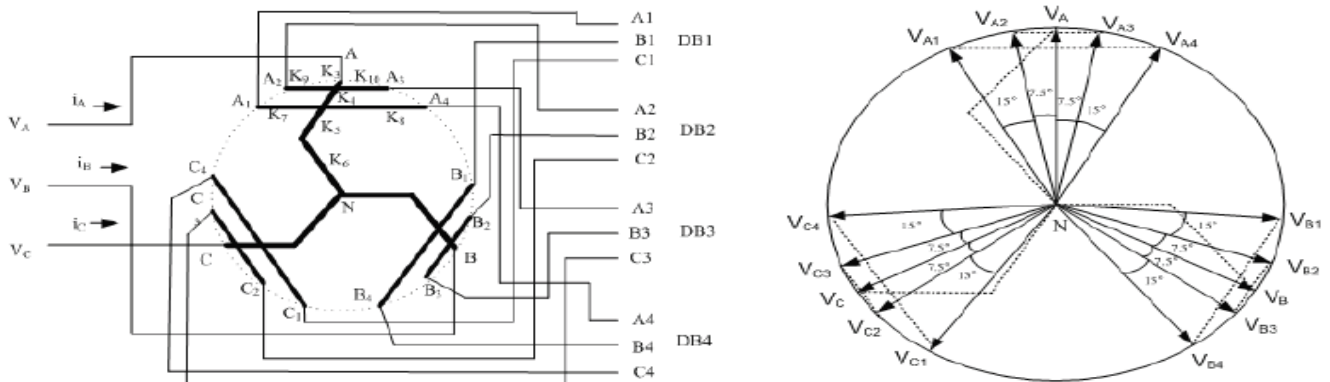 A1
B1 DB1
C1
A
K3
A2 K9 K10 A3
K4
A1 K7 K8 A4
K5
iA
VA
A2
B2 DB2
C2
iB
VB
C4
K6
B1
C
N
B2
iC
VC
C
B
C2
B3
C1
B4
A3
B3 DB3
C3
A4
B4 DB4
C4
VA2 VA VA3
VA1 VA4
7.5° 7.5°
15° 15°
VC4 N VB1
15° 15°
7.5° 7.5°
7.5° 7.5°
VC3 VB2
15° 15°
VC VB
VC2 VB3
VC1 VB4